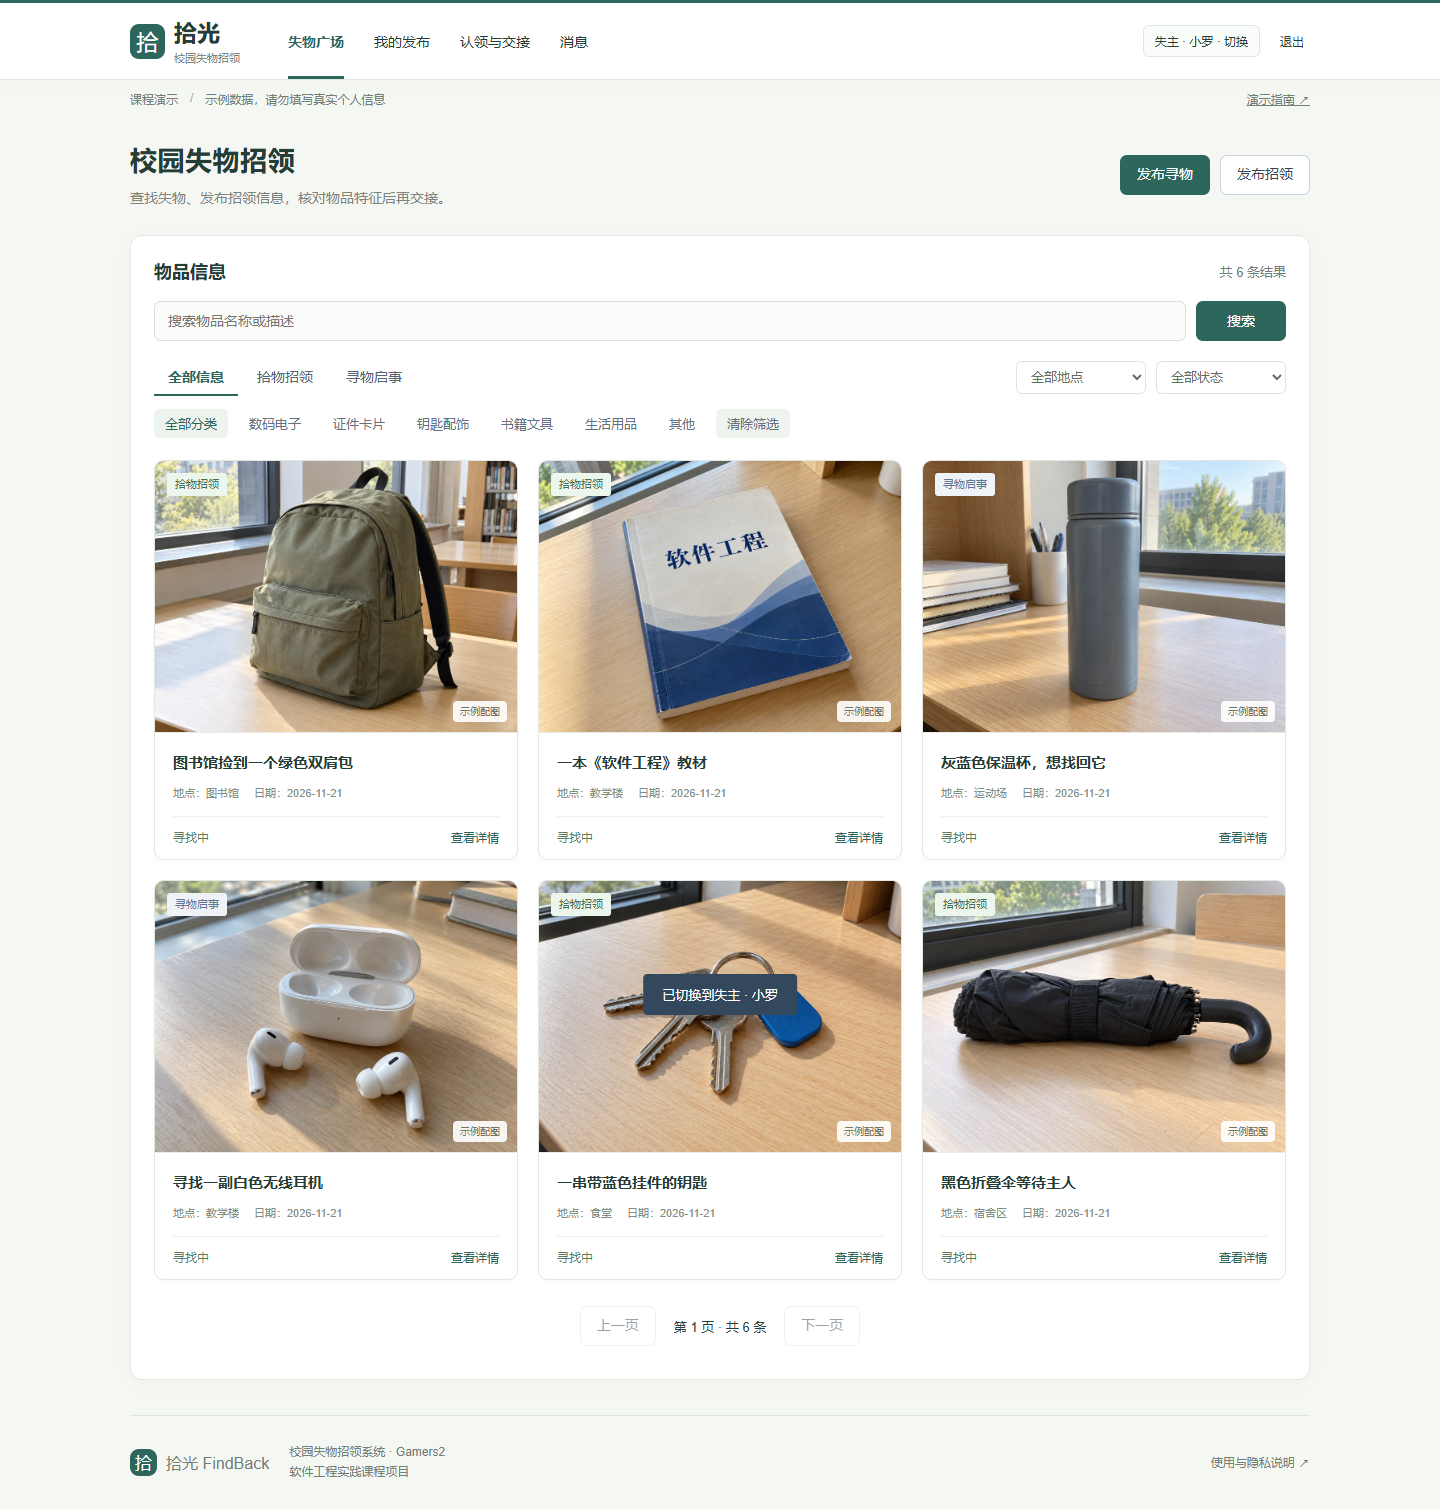 拾 拾光
校园失物招领
失物广场 我的发布 认领与交接 消息
失主 · 小罗 · 切换 退出
课程演示 / 示例数据，请勿填写真实个人信息
演示指南 ↗
校园失物招领
查找失物、发布招领信息，核对物品特征后再交接。
发布寻物 发布招领
物品信息
共 6 条结果
搜索物品名称或描述
搜索
全部信息 拾物招领 寻物启事
全部地点 全部状态
全部分类 数码电子 证件卡片 钥匙配饰 书籍文具 生活用品 其他 清除筛选
拾物招领
示例配图
图书馆捡到一个绿色双肩包
地点：图书馆 日期：2026-11-21
寻找中 查看详情
拾物招领
软件工程
示例配图
一本《软件工程》教材
地点：教学楼 日期：2026-11-21
寻找中 查看详情
寻物启事
示例配图
灰蓝色保温杯，想找回它
地点：运动场 日期：2026-11-21
寻找中 查看详情
寻物启事
示例配图
寻找一副白色无线耳机
地点：教学楼 日期：2026-11-21
寻找中 查看详情
拾物招领
已切换到失主 · 小罗
示例配图
一串带蓝色挂件的钥匙
地点：食堂 日期：2026-11-21
寻找中 查看详情
拾物招领
示例配图
黑色折叠伞等待主人
地点：宿舍区 日期：2026-11-21
寻找中 查看详情
上一页 第 1 页 · 共 6 条 下一页
拾 拾光 FindBack
校园失物招领系统 · Gamers2
软件工程实践课程项目
使用与隐私说明 ↗